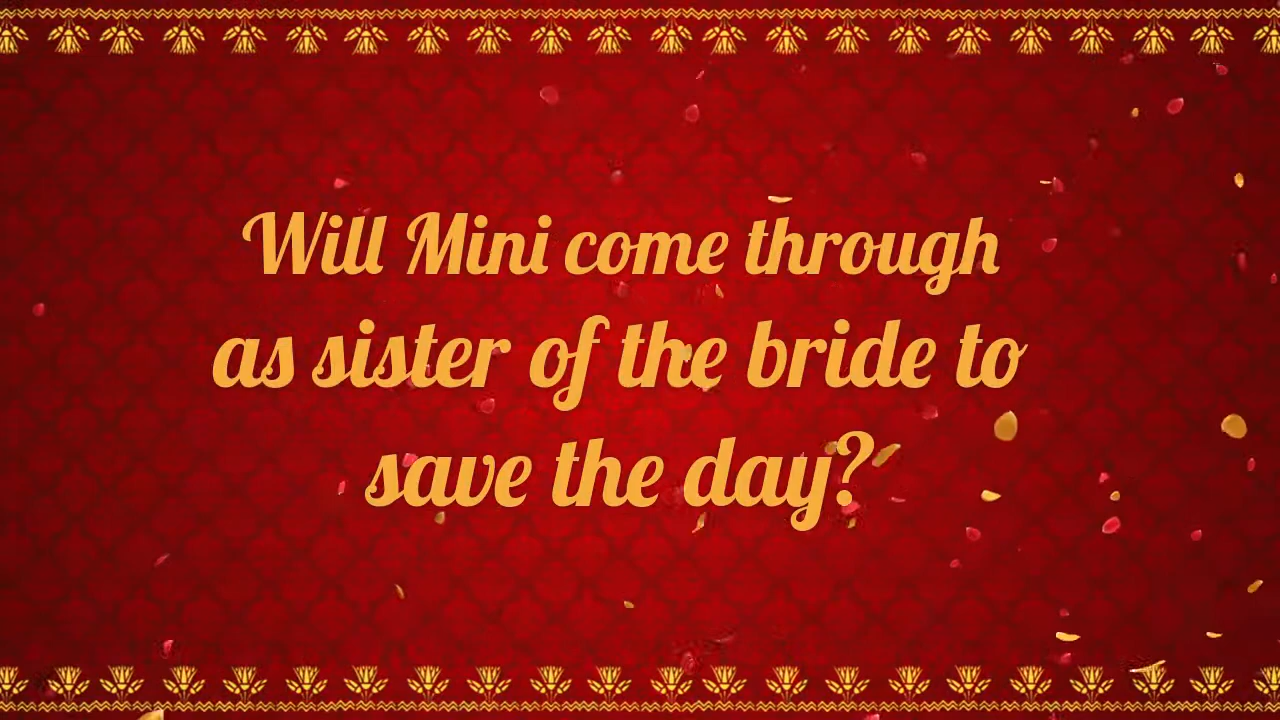 Will Mini come through
as sister of the bride to
save the day?